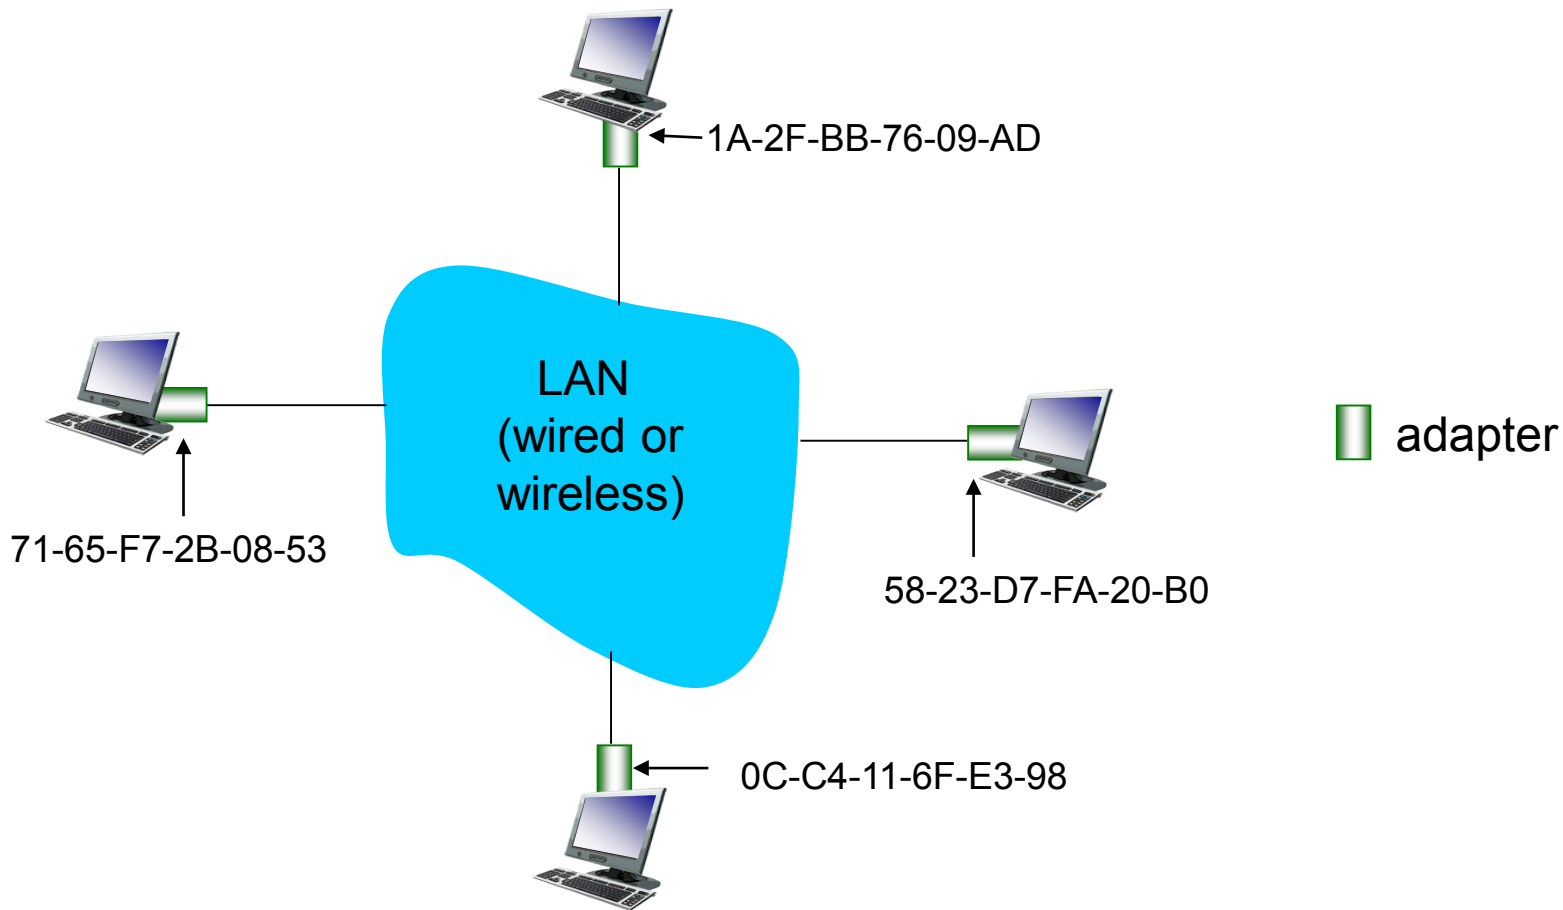 1A-2F-BB-76-09-AD
LAN
(wired or
wireless)
adapter
71-65-F7-2B-08-53
58-23-D7-FA-20-B0
0C-C4-11-6F-E3-98